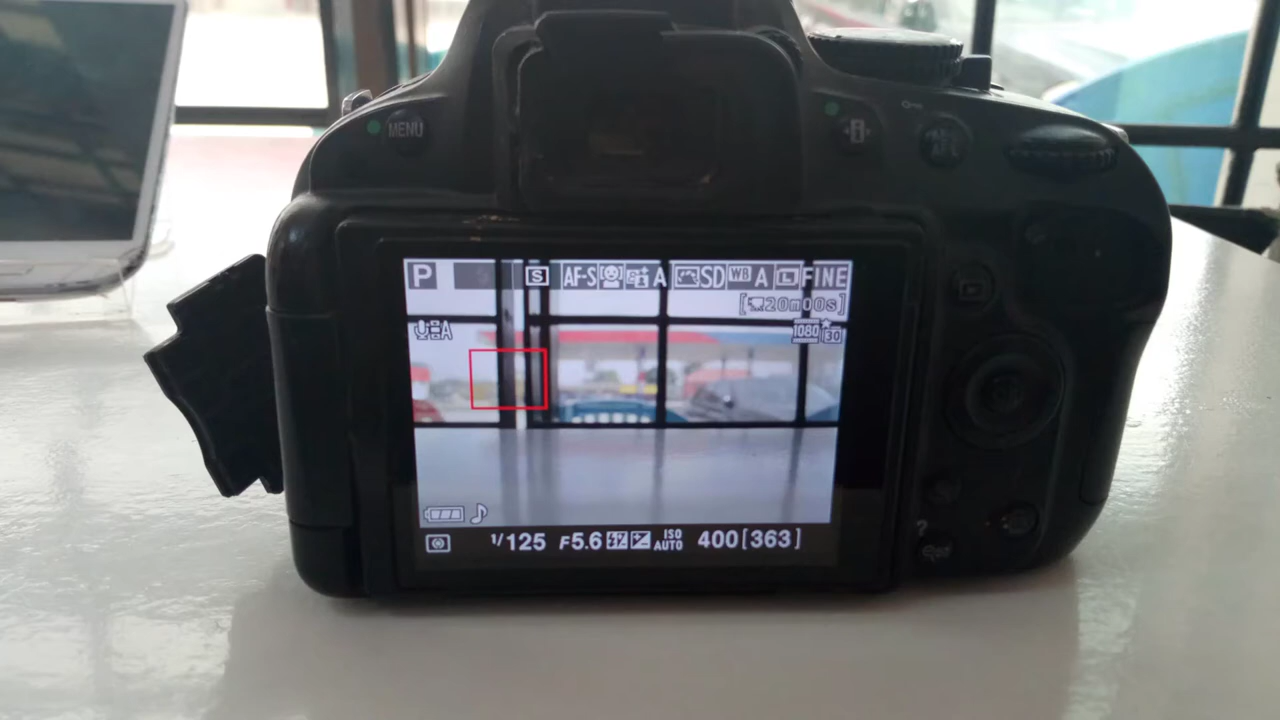 MENU
P S AF-S A SD WB A L FINE
[20m00s]
A 1080 30
1/125 F5.6 ISO AUTO 400[363]
?